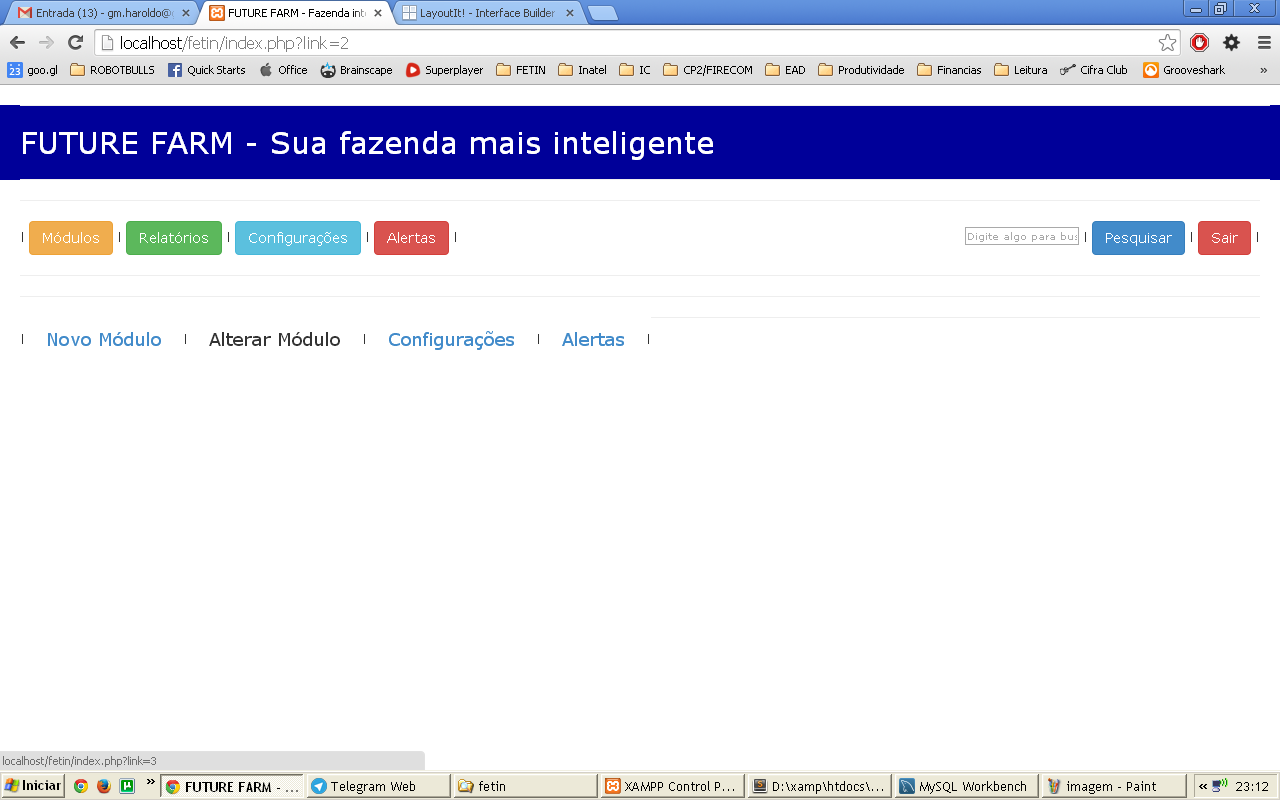 Entrada (13) - gm.haroldo@ FUTURE FARM - Fazenda int LayoutIt! - Interface Builder
localhost/fetin/index.php?link=2
23 goo.gl ROBOTBULLS Quick Starts Office Brainscape Superplayer FETIN Inatel IC CP2/FIRECOM EAD Produtividade Financias Leitura Cifra Club Grooveshark »
FUTURE FARM - Sua fazenda mais inteligente
| Módulos | Relatórios | Configurações | Alertas | Digite algo para bus | Pesquisar | Sair |
| Novo Módulo | Alterar Módulo | Configurações | Alertas |
localhost/fetin/index.php?link=3
Iniciar » FUTURE FARM - ... Telegram Web fetin XAMPP Control P... D:\xamp\htdocs\... MySQL Workbench imagem - Paint « 23:12